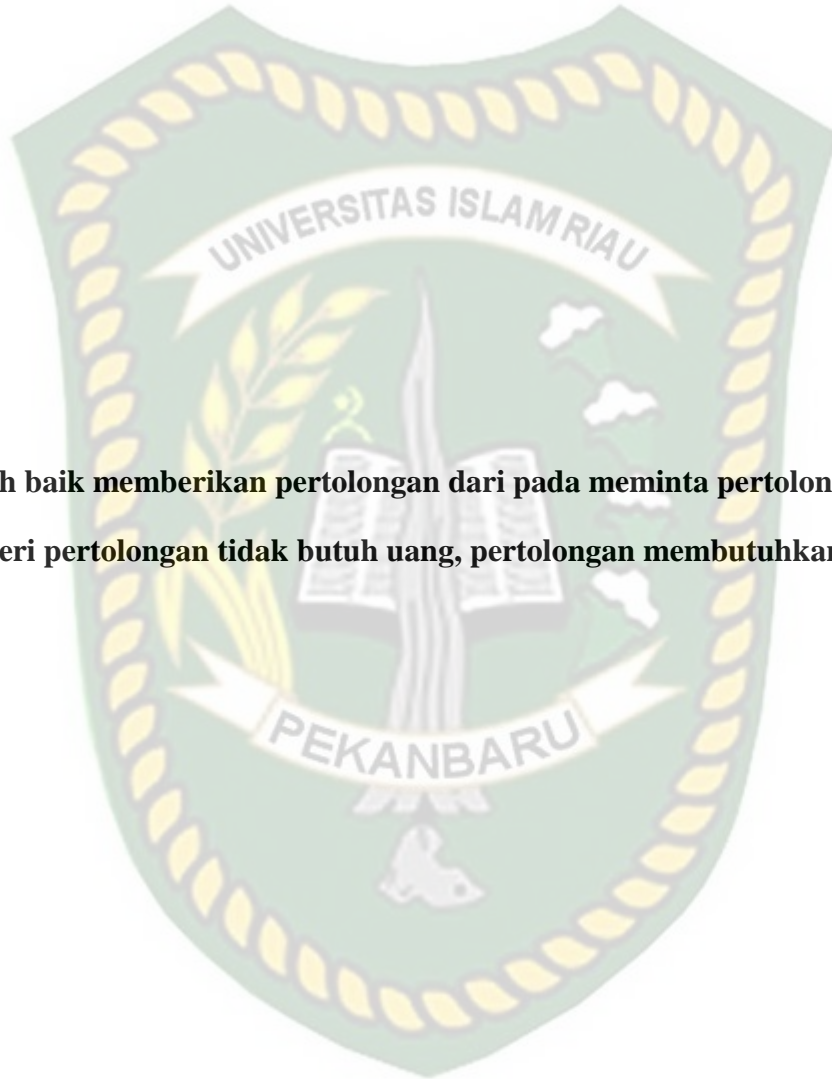 UNIVERSITAS ISLAM RIAU
h baik memberikan pertolongan dari pada meminta pertolon
eri pertolongan tidak butuh uang, pertolongan membutuhkan
PEKANBARU